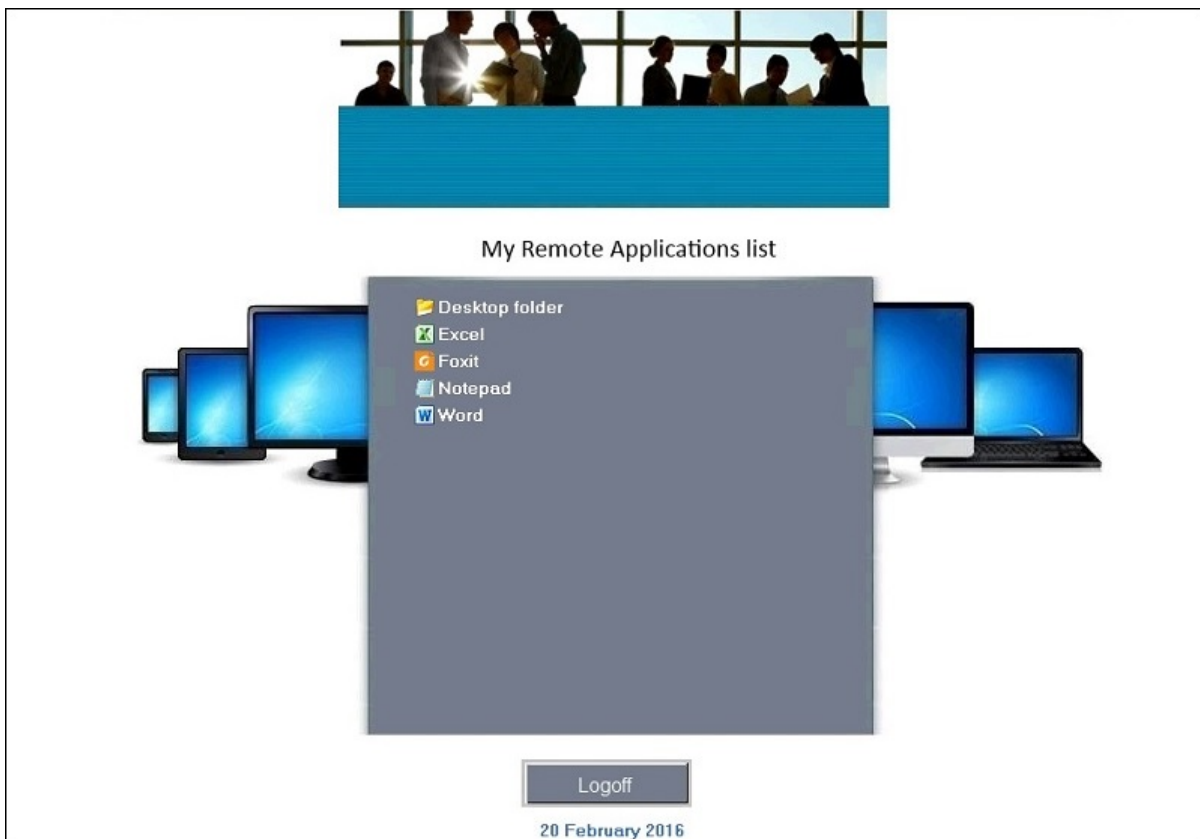 My Remote Applications list
Desktop folder
Excel
Foxit
Notepad
Word
Logoff
20 February 2016